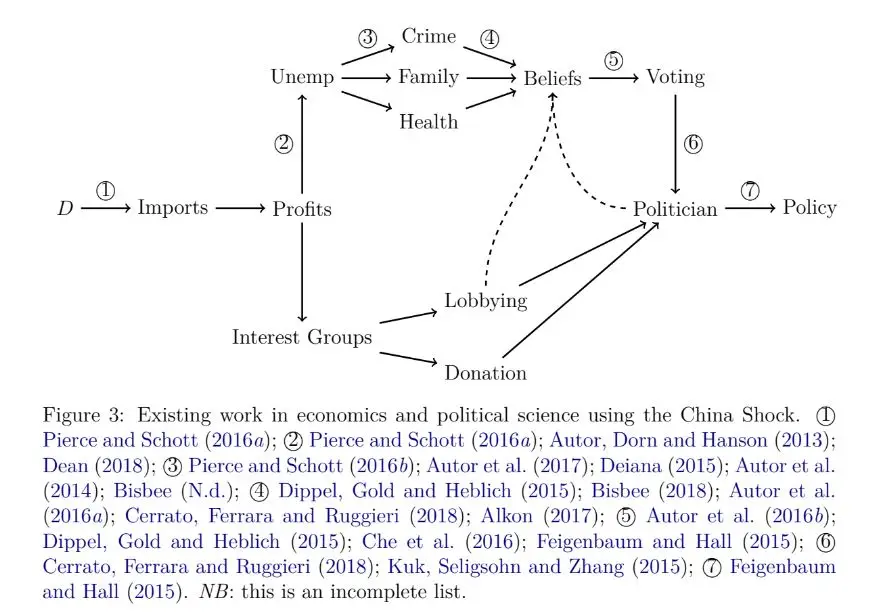 ③ Crime ④
Unemp Family Beliefs ⑤ Voting
Health
② ⑥
D ① Imports Profits Politician ⑦ Policy
Lobbying
Interest Groups
Donation
Figure 3: Existing work in economics and political science using the China Shock. ①
Pierce and Schott (2016a); ② Pierce and Schott (2016a); Autor, Dorn and Hanson (2013);
Dean (2018); ③ Pierce and Schott (2016b); Autor et al. (2017); Deiana (2015); Autor et al.
(2014); Bisbee (N.d.); ④ Dippel, Gold and Heblich (2015); Bisbee (2018); Autor et al.
(2016a); Cerrato, Ferrara and Ruggieri (2018); Alkon (2017); ⑤ Autor et al. (2016b);
Dippel, Gold and Heblich (2015); Che et al. (2016); Feigenbaum and Hall (2015); ⑥
Cerrato, Ferrara and Ruggieri (2018); Kuk, Seligsohn and Zhang (2015); ⑦ Feigenbaum
and Hall (2015). NB: this is an incomplete list.